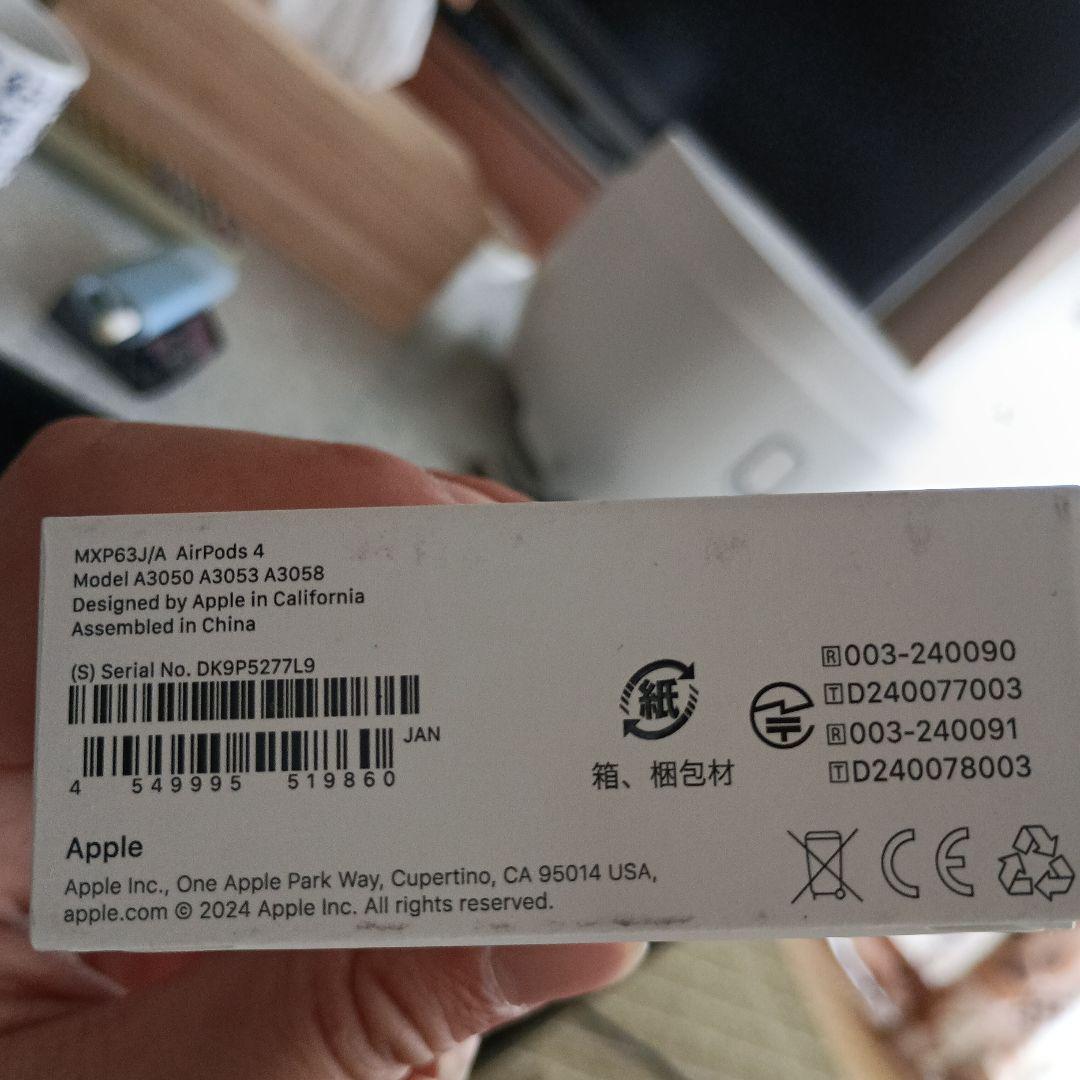 MXP63J/A AirPods 4
Model A3050 A3053 A3058
Designed by Apple in California
Assembled in China
(S) Serial No. DK9P5277L9
JAN
4 549995 519860
紙
箱、梱包材
R003-240090
TD240077003
R003-240091
TD240078003
Apple
Apple Inc., One Apple Park Way, Cupertino, CA 95014 USA,
apple.com © 2024 Apple Inc. All rights reserved.
CE